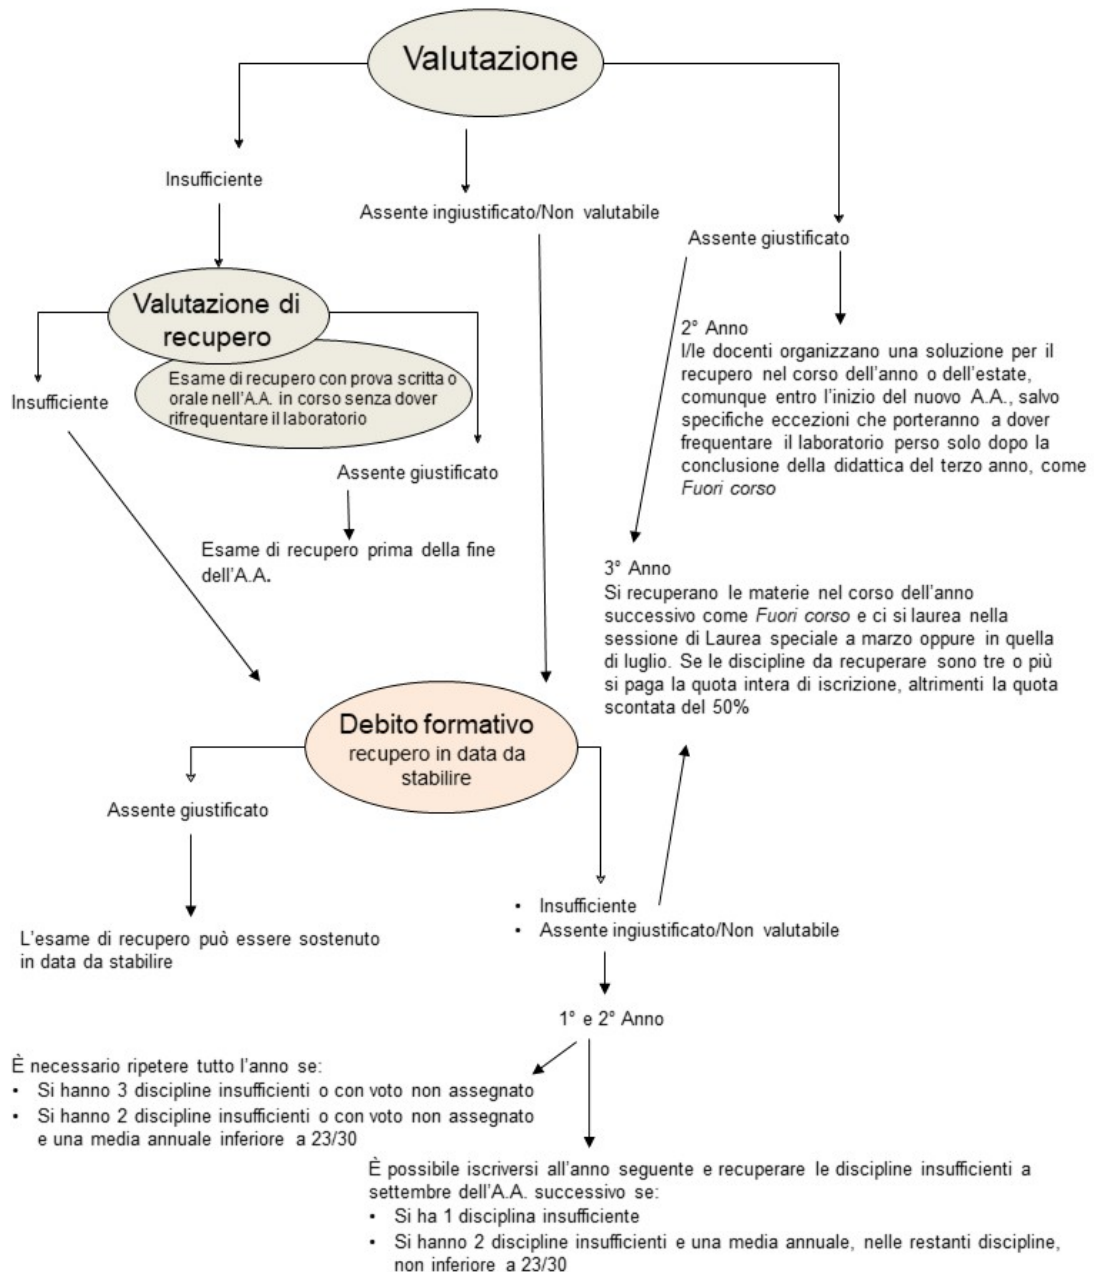 Valutazione
Insufficiente
Assente ingiustificato/Non valutabile
Assente giustificato
Valutazione di
recupero
Esame di recupero con prova scritta o
orale nell'A.A. in corso senza dover
rifrequentare il laboratorio
Insufficiente
Assente giustificato
Esame di recupero prima della fine
dell'A.A.
2° Anno
I/le docenti organizzano una soluzione per il
recupero nel corso dell'anno o dell'estate,
comunque entro l'inizio del nuovo A.A., salvo
specifiche eccezioni che porteranno a dover
frequentare il laboratorio perso solo dopo la
conclusione della didattica del terzo anno, come
Fuori corso
3° Anno
Si recuperano le materie nel corso dell'anno
successivo come Fuori corso e ci si laurea nella
sessione di Laurea speciale a marzo oppure in quella
di luglio. Se le discipline da recuperare sono tre o più
si paga la quota intera di iscrizione, altrimenti la quota
scontata del 50%
Debito formativo
recupero in data da
stabilire
Assente giustificato
L'esame di recupero può essere sostenuto
in data da stabilire
• Insufficiente
• Assente ingiustificato/Non valutabile
1° e 2° Anno
È necessario ripetere tutto l'anno se:
• Si hanno 3 discipline insufficienti o con voto non assegnato
• Si hanno 2 discipline insufficienti o con voto non assegnato
e una media annuale inferiore a 23/30
È possibile iscriversi all'anno seguente e recuperare le discipline insufficienti a
settembre dell'A.A. successivo se:
• Si ha 1 disciplina insufficiente
• Si hanno 2 discipline insufficienti e una media annuale, nelle restanti discipline,
non inferiore a 23/30